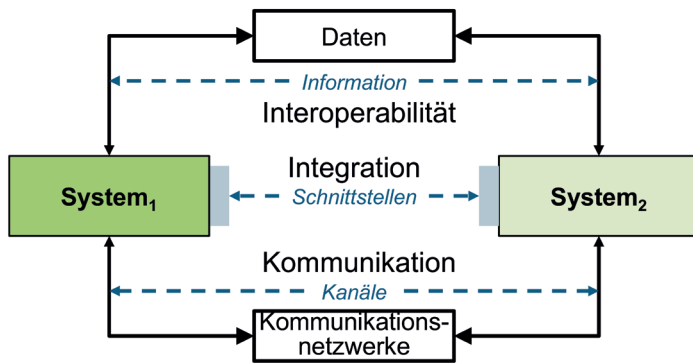 Daten
Information
Interoperabilität
System₁
Integration
Schnittstellen
System₂
Kommunikation
Kanäle
Kommunikations-
netzwerke